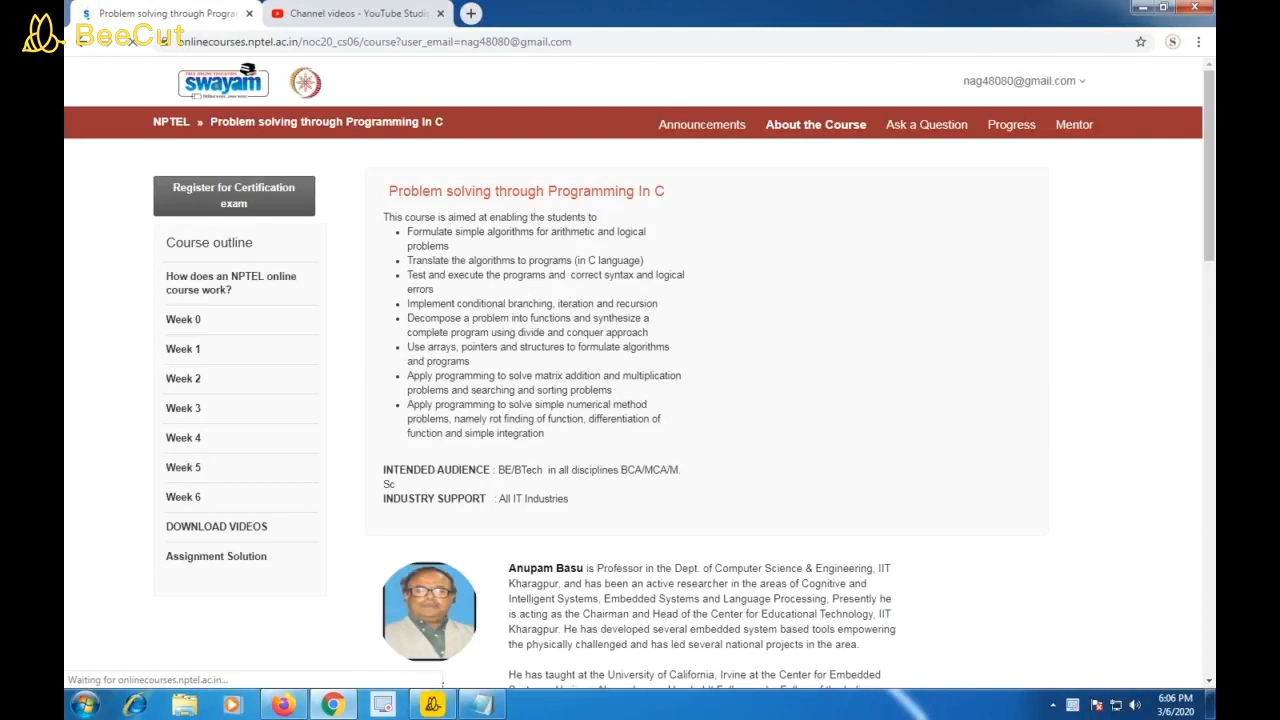 Problem solving through Progra
Channel videos - YouTube Studi
BeeCut
onlinecourses.nptel.ac.in/noc20_cs06/course?user_email=nag48080@gmail.com
swayam
nag48080@gmail.com
NPTEL » Problem solving through Programming In C
Announcements
About the Course
Ask a Question
Progress
Mentor
Register for Certification
exam
Course outline
How does an NPTEL online
course work?
Week 0
Week 1
Week 2
Week 3
Week 4
Week 5
Week 6
DOWNLOAD VIDEOS
Assignment Solution
Problem solving through Programming In C
This course is aimed at enabling the students to
• Formulate simple algorithms for arithmetic and logical
problems
• Translate the algorithms to programs (in C language)
• Test and execute the programs and  correct syntax and logical
errors
• Implement conditional branching, iteration and recursion
• Decompose a problem into functions and synthesize a
complete program using divide and conquer approach
• Use arrays, pointers and structures to formulate algorithms
and programs
• Apply programming to solve matrix addition and multiplication
problems and searching and sorting problems
• Apply programming to solve simple numerical method
problems, namely rot finding of function, differentiation of
function and simple integration
INTENDED AUDIENCE : BE/BTech  in all disciplines BCA/MCA/M.
Sc
INDUSTRY SUPPORT   : All IT Industries
Anupam Basu is Professor in the Dept. of Computer Science & Engineering, IIT
Kharagpur, and has been an active researcher in the areas of Cognitive and
Intelligent Systems, Embedded Systems and Language Processing, Presently he
is acting as the Chairman and Head of the Center for Educational Technology, IIT
Kharagpur. He has developed several embedded system based tools empowering
the physically challenged and has led several national projects in the area.
He has taught at the University of California, Irvine at the Center for Embedded
Waiting for onlinecourses.nptel.ac.in...
6:06 PM
3/6/2020